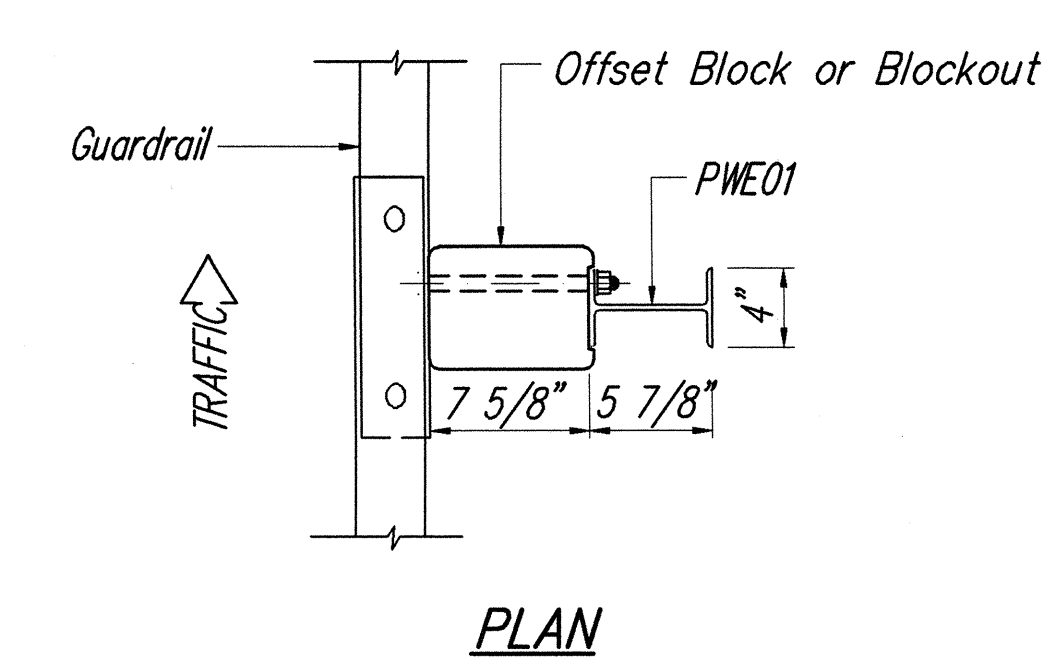 Offset Block or Blockout
Guardrail
PWE01
TRAFFIC
4"
7 5/8"
5 7/8"
PLAN